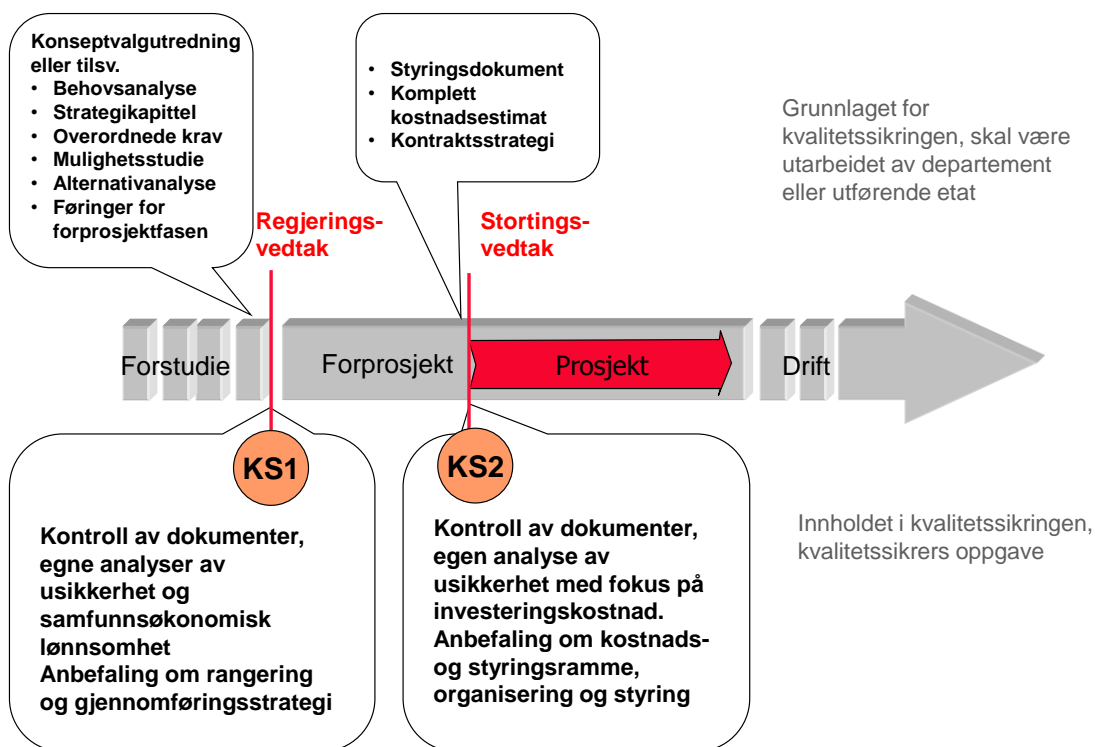 Konseptvalgutredning
eller tilsv.
• Behovsanalyse
• Strategikapittel
• Overordnede krav
• Mulighetsstudie
• Alternativanalyse
• Føringer for
forprosjektfasen
• Styringsdokument
• Komplett
kostnadsestimat
• Kontraktsstrategi
Grunnlaget for
kvalitetssikringen, skal være
utarbeidet av departement
eller utførende etat
Regjerings-
vedtak
Stortings-
vedtak
Forstudie
Forprosjekt
Prosjekt
Drift
KS1
KS2
Kontroll av dokumenter,
egne analyser av
usikkerhet og
samfunnsøkonomisk
lønnsomhet
Anbefaling om rangering
og gjennomføringsstrategi
Kontroll av dokumenter,
egen analyse av
usikkerhet med fokus på
investeringskostnad.
Anbefaling om kostnads-
og styringsramme,
organisering og styring
Innholdet i kvalitetssikringen,
kvalitetssikrers oppgave